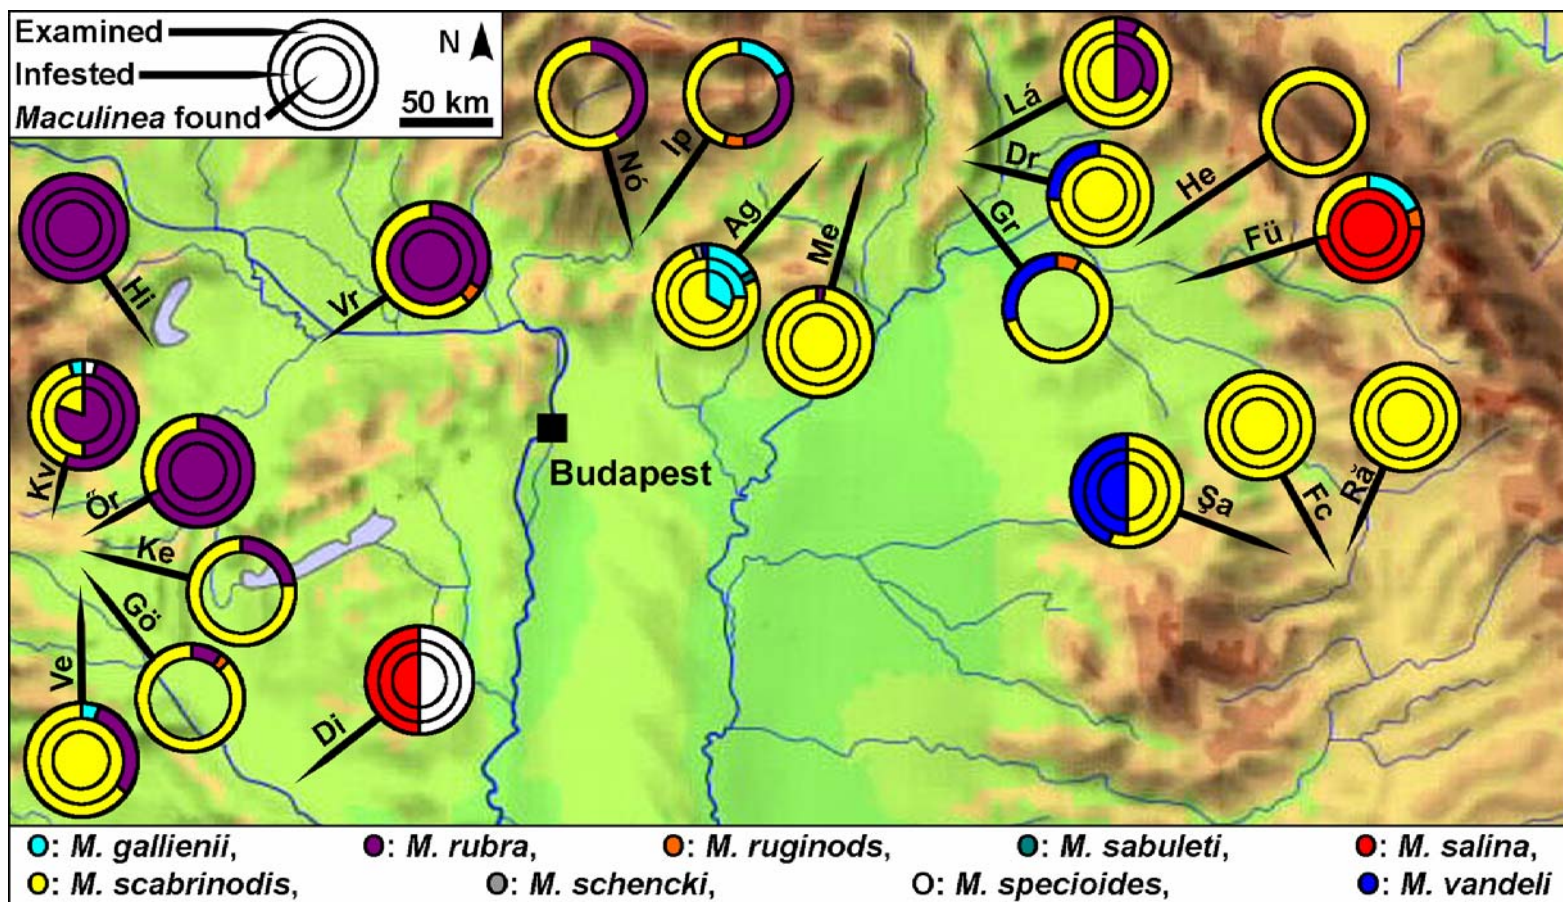 Examined
Infested
Maculinea found
N
50 km
Nó
Ip
Lá
Dr
He
Gr
Fü
Ag
Me
Hi
Vr
Kv
Őr
Ke
Gö
Ve
Di
Budapest
Şa
Fc
Ră
: M. gallienii, : M. rubra, : M. ruginods, : M. sabuleti, : M. salina,
: M. scabrinodis, : M. schencki, : M. specioides, : M. vandeli